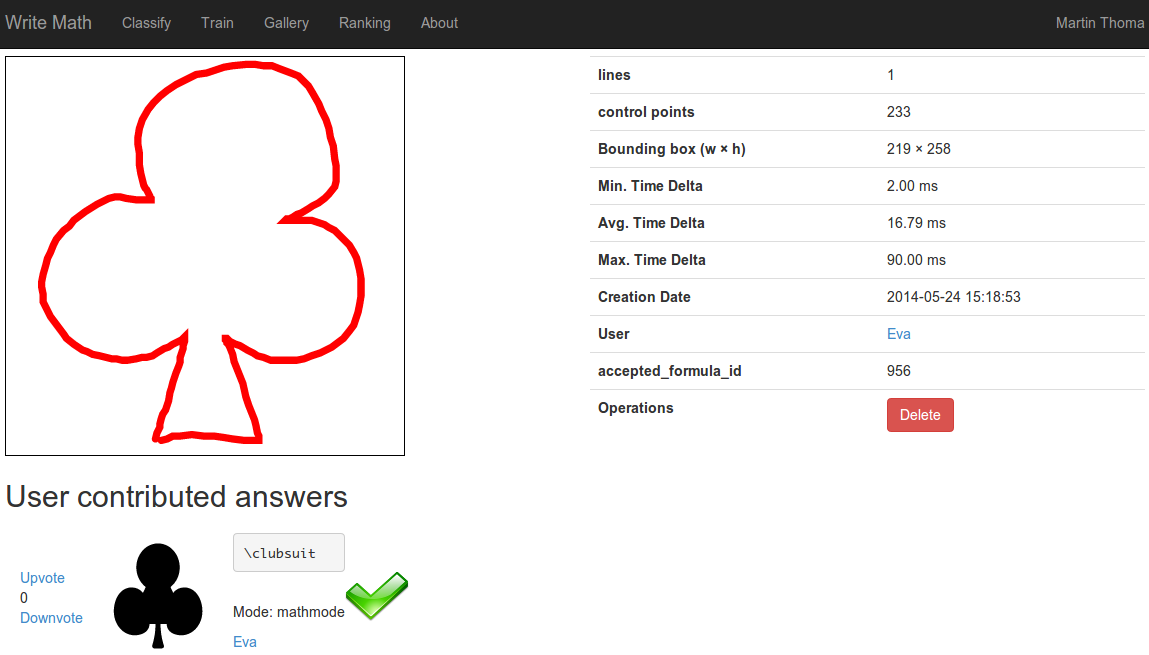 Write Math Classify Train Gallery Ranking About Martin Thoma
lines 1
control points 233
Bounding box (w × h) 219 × 258
Min. Time Delta 2.00 ms
Avg. Time Delta 16.79 ms
Max. Time Delta 90.00 ms
Creation Date 2014-05-24 15:18:53
User Eva
accepted_formula_id 956
Operations Delete
User contributed answers
\clubsuit
Upvote
0
Downvote
Mode: mathmode
Eva